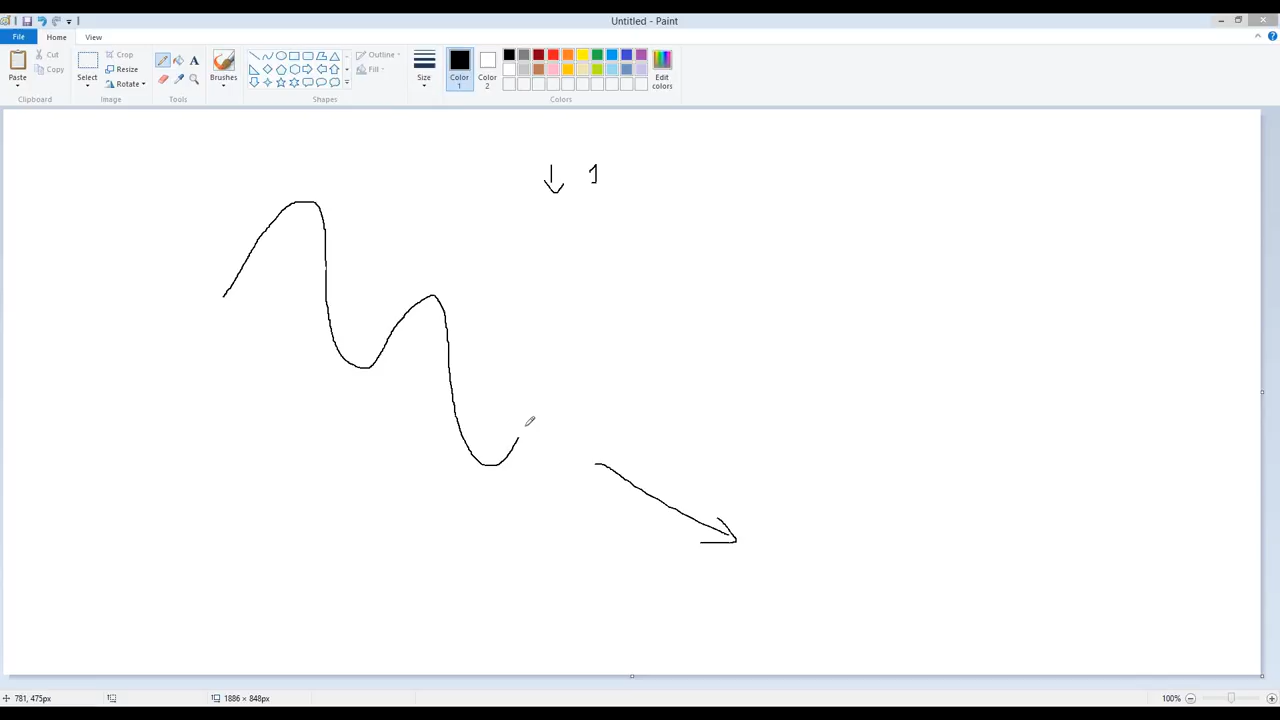 Untitled - Paint
File Home View
Paste
Cut
Copy
Clipboard
Select
Crop
Resize
Rotate
Image
Tools
Brushes
Outline
Fill
Shapes
Size
Color
1
Color
2
Edit
colors
Colors
1
781, 475px
1886 × 848px
100%